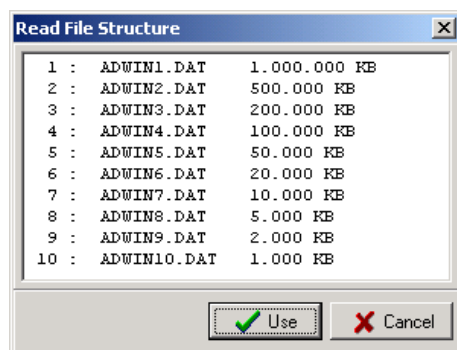 Read File Structure
1 : ADWIN1.DAT 1.000.000 KB
2 : ADWIN2.DAT 500.000 KB
3 : ADWIN3.DAT 200.000 KB
4 : ADWIN4.DAT 100.000 KB
5 : ADWIN5.DAT 50.000 KB
6 : ADWIN6.DAT 20.000 KB
7 : ADWIN7.DAT 10.000 KB
8 : ADWIN8.DAT 5.000 KB
9 : ADWIN9.DAT 2.000 KB
10 : ADWIN10.DAT 1.000 KB
Use Cancel